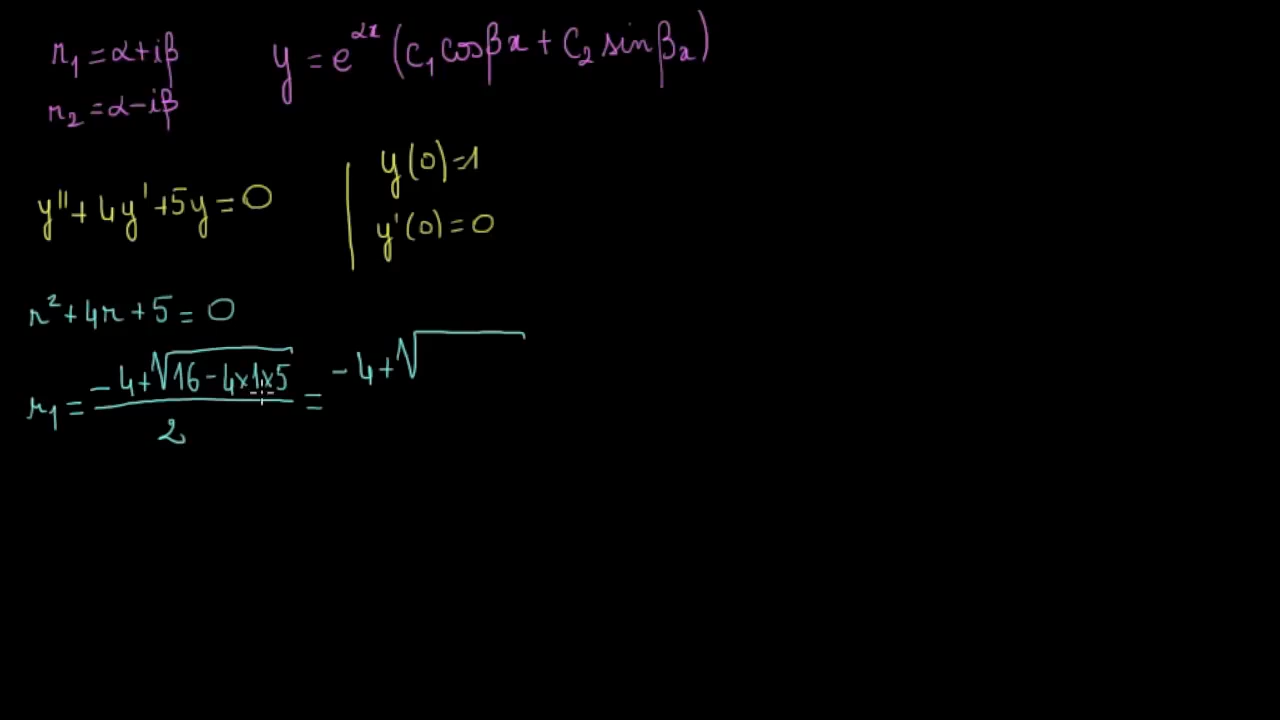 r₁ = α + iβ
r₂ = α − iβ
y = e^{αx} (C₁ cos βx + C₂ sin βx)
y'' + 4y' + 5y = 0
y(0) = 1
y'(0) = 0
r² + 4r + 5 = 0
r₁ = (−4 + √(16 − 4×1×5)) / 2 = −4 + √